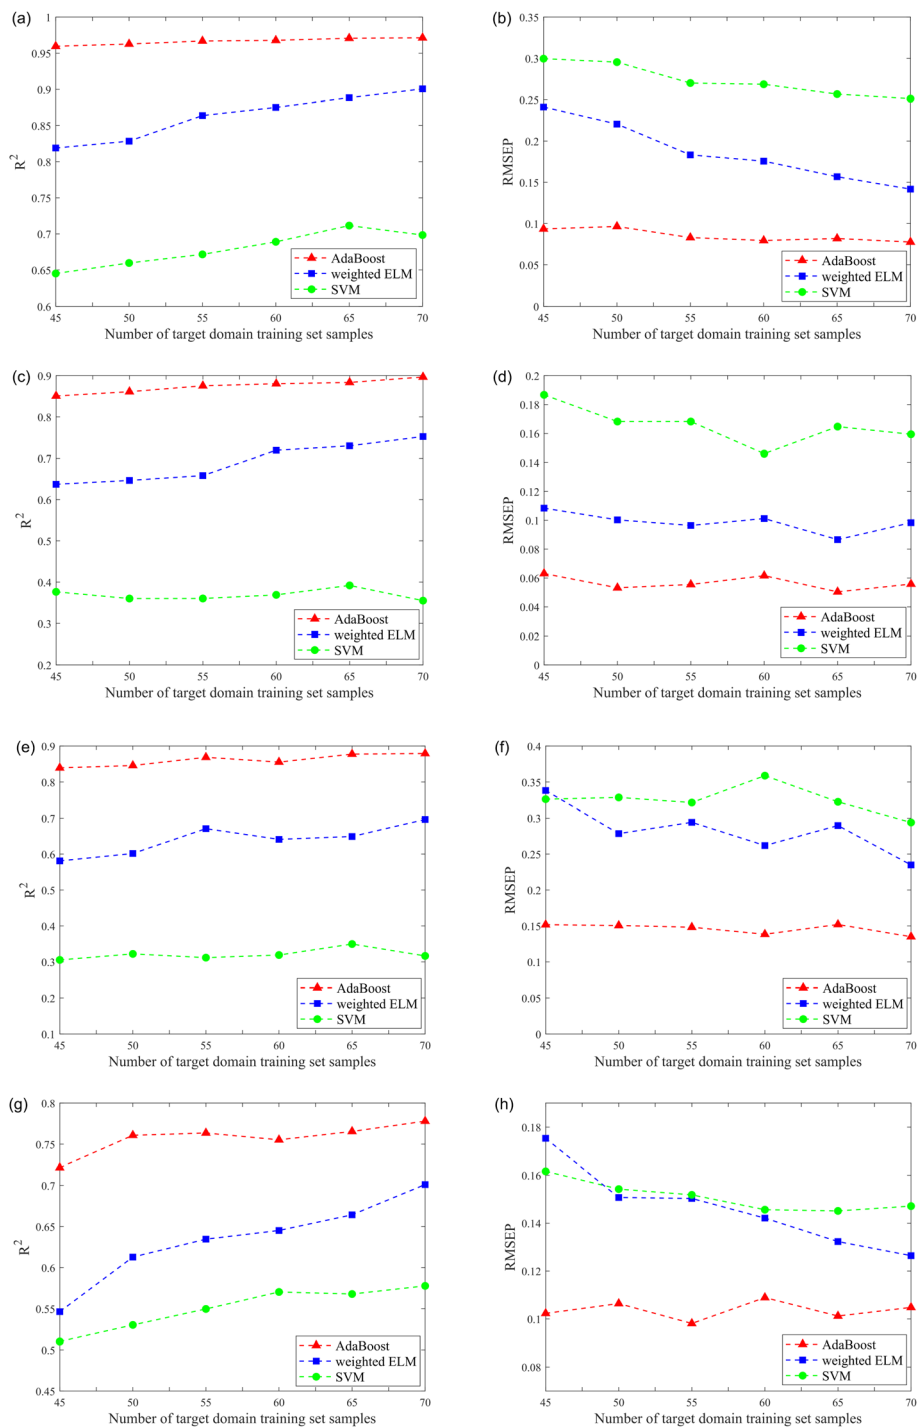 (a)
1
0.95
0.9
0.85
0.8
0.75
0.7
0.65
0.6
R²
45 50 55 60 65 70
Number of target domain training set samples
AdaBoost
weighted ELM
SVM
(b)
0.35
0.3
0.25
0.2
0.15
0.1
0.05
0
RMSEP
45 50 55 60 65 70
Number of target domain training set samples
AdaBoost
weighted ELM
SVM
(c)
0.9
0.8
0.7
0.6
0.5
0.4
0.3
0.2
R²
45 50 55 60 65 70
Number of target domain training set samples
AdaBoost
weighted ELM
SVM
(d)
0.2
0.18
0.16
0.14
0.12
0.1
0.08
0.06
0.04
0.02
0
RMSEP
45 50 55 60 65 70
Number of target domain training set samples
AdaBoost
weighted ELM
SVM
(e)
0.9
0.8
0.7
0.6
0.5
0.4
0.3
0.2
0.1
R²
45 50 55 60 65 70
Number of target domain training set samples
AdaBoost
weighted ELM
SVM
(f)
0.4
0.35
0.3
0.25
0.2
0.15
0.1
0.05
0
RMSEP
45 50 55 60 65 70
Number of target domain training set samples
AdaBoost
weighted ELM
SVM
(g)
0.8
0.75
0.7
0.65
0.6
0.55
0.5
0.45
R²
45 50 55 60 65 70
Number of target domain training set samples
AdaBoost
weighted ELM
SVM
(h)
0.18
0.16
0.14
0.12
0.1
0.08
RMSEP
45 50 55 60 65 70
Number of target domain training set samples
AdaBoost
weighted ELM
SVM